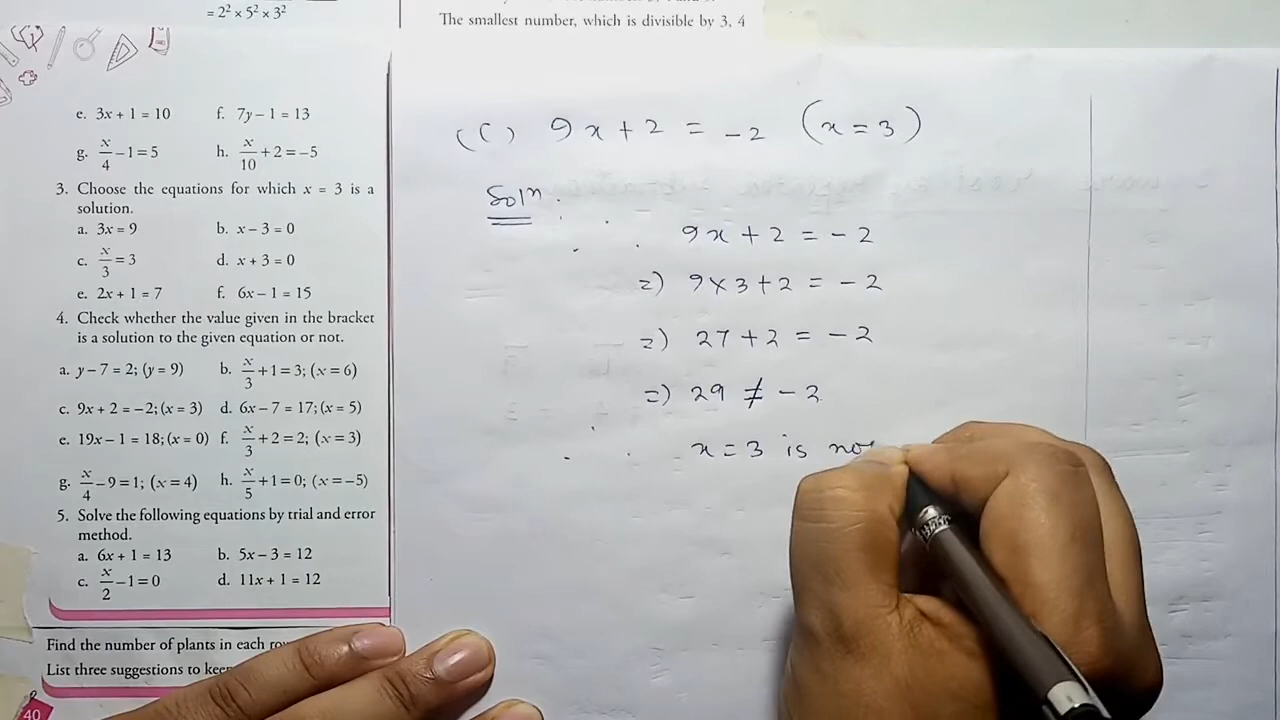 = 2² × 5² × 3²
The smallest number, which is divisible by 3, 4
e. 3x + 1 = 10 f. 7y − 1 = 13
g. x/4 − 1 = 5 h. x/10 + 2 = −5
3. Choose the equations for which x = 3 is a
solution.
a. 3x = 9 b. x − 3 = 0
c. x/3 = 3 d. x + 3 = 0
e. 2x + 1 = 7 f. 6x − 1 = 15
4. Check whether the value given in the bracket
is a solution to the given equation or not.
a. y − 7 = 2; (y = 9) b. x/3 + 1 = 3; (x = 6)
c. 9x + 2 = −2; (x = 3) d. 6x − 7 = 17; (x = 5)
e. 19x − 1 = 18; (x = 0) f. x/3 + 2 = 2; (x = 3)
g. x/4 − 9 = 1; (x = 4) h. x/5 + 1 = 0; (x = −5)
5. Solve the following equations by trial and error
method.
a. 6x + 1 = 13 b. 5x − 3 = 12
c. x/2 − 1 = 0 d. 11x + 1 = 12
Find the number of plants in each
List three suggestions to
40
(C) 9x + 2 = −2 (x = 3)
Solⁿ.
∴ 9x + 2 = −2
=) 9 × 3 + 2 = −2
=) 27 + 2 = −2
=) 29 ≠ −2
∴ x = 3 is not